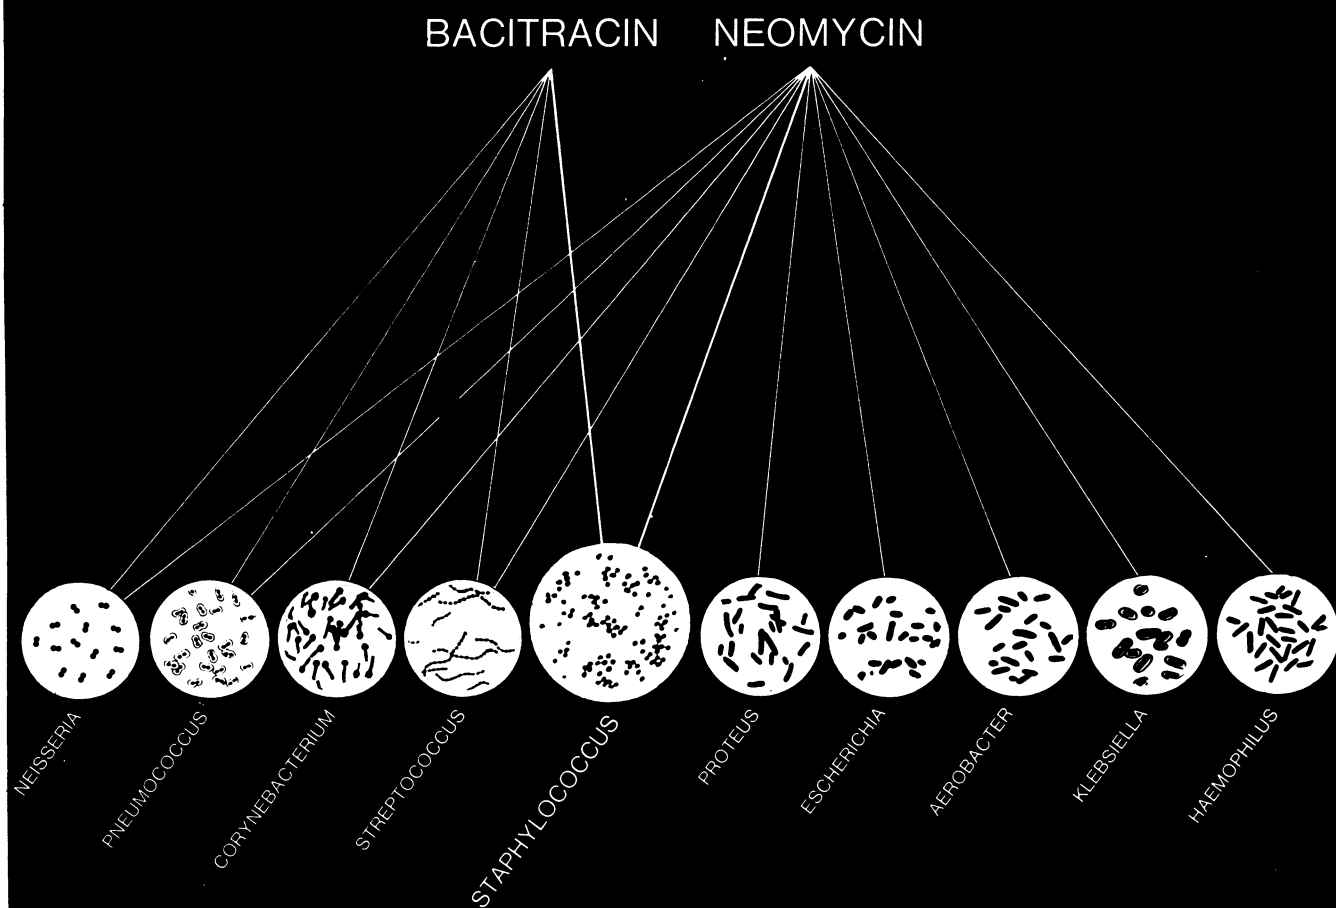 BACITRACIN NEOMYCIN
NEISSERIA
PNEUMOCOCCUS
CORYNEBACTERIUM
STREPTOCOCCUS
STAPHYLOCOCCUS
PROTEUS
ESCHERICHIA
AEROBACTER
KLEBSIELLA
HAEMOPHILUS